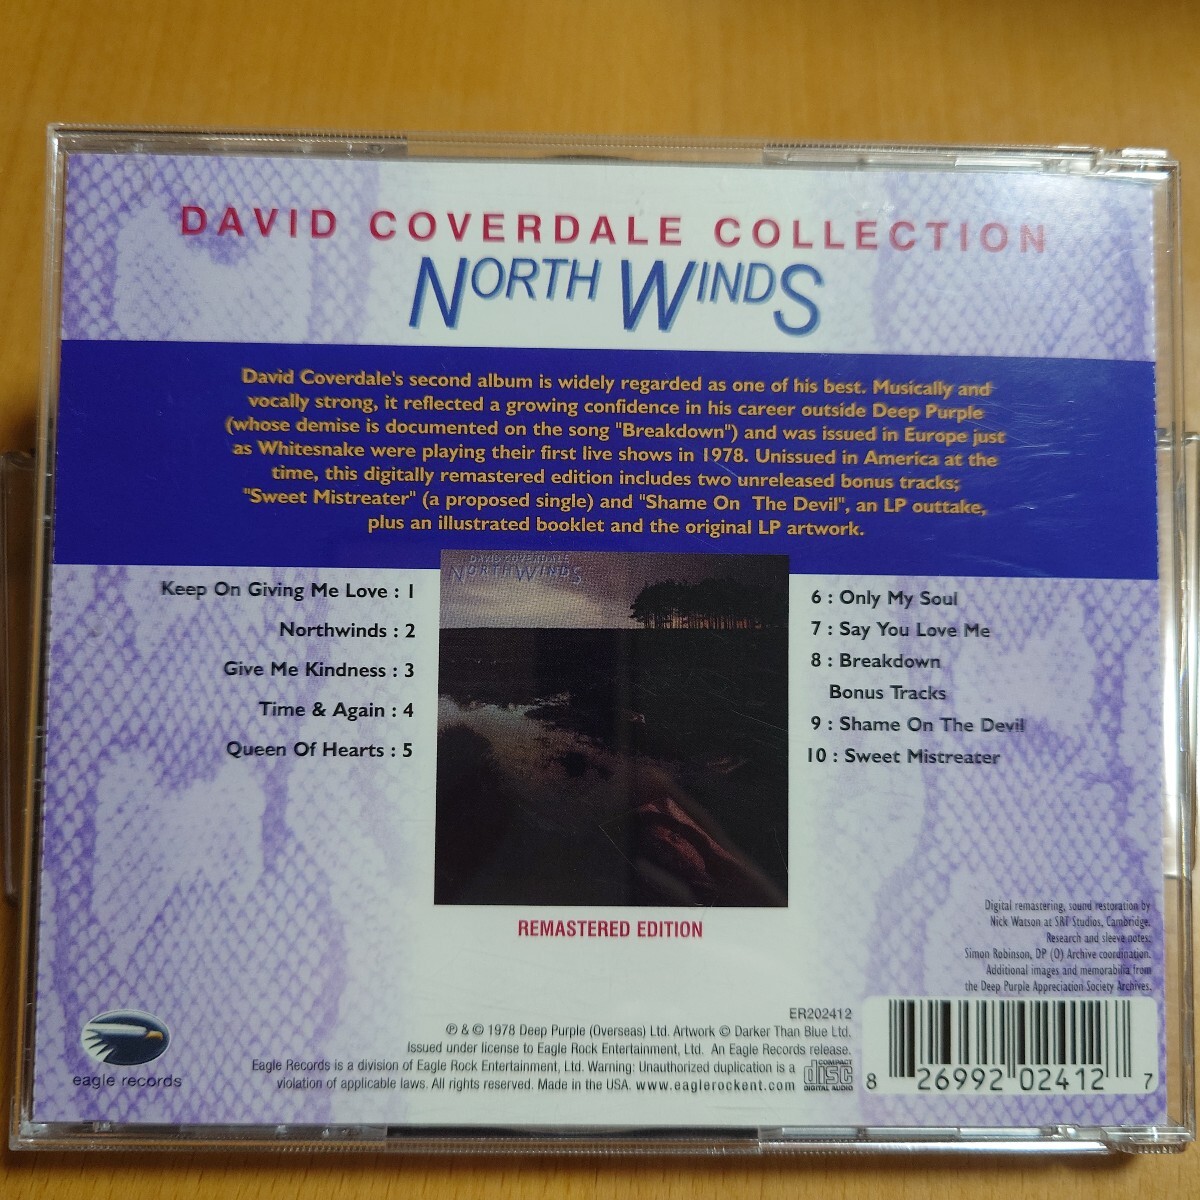 DAVID COVERDALE COLLECTION
NORTH WINDS
David Coverdale's second album is widely regarded as one of his best. Musically and
vocally strong, it reflected a growing confidence in his career outside Deep Purple
(whose demise is documented on the song "Breakdown") and was issued in Europe just
as Whitesnake were playing their first live shows in 1978. Unissued in America at the
time, this digitally remastered edition includes two unreleased bonus tracks;
"Sweet Mistreater" (a proposed single) and "Shame On The Devil", an LP outtake,
plus an illustrated booklet and the original LP artwork.
Keep On Giving Me Love : 1
Northwinds : 2
Give Me Kindness : 3
Time & Again : 4
Queen Of Hearts : 5
DAVID COVERDALE
NORTHWINDS
6 : Only My Soul
7 : Say You Love Me
8 : Breakdown
Bonus Tracks
9 : Shame On The Devil
10 : Sweet Mistreater
REMASTERED EDITION
Digital remastering, sound restoration by
Nick Watson at SRT Studios, Cambridge.
Research and sleeve notes:
Simon Robinson, DP (O) Archive coordination.
Additional images and memorabilia from
the Deep Purple Appreciation Society Archives.
eagle records
ER202412
℗ & © 1978 Deep Purple (Overseas) Ltd. Artwork © Darker Than Blue Ltd.
Issued under license to Eagle Rock Entertainment, Ltd. An Eagle Records release.
Eagle Records is a division of Eagle Rock Entertainment, Ltd. Warning: Unauthorized duplication is a
violation of applicable laws. All rights reserved. Made in the USA. www.eaglerockent.com
COMPACT
disc
DIGITAL AUDIO
8 26992 02412 7